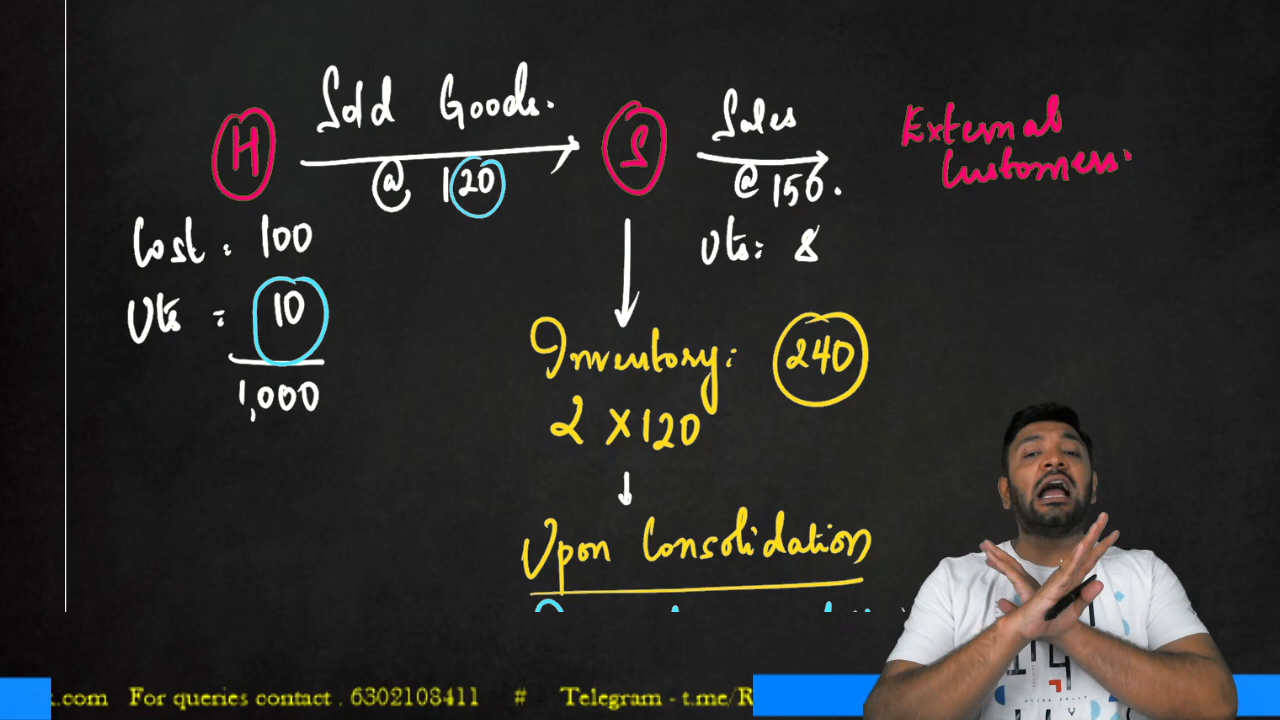 Sold Goods.
H
@ 120
S
Sales
@ 150.
External
Customers.
Cost : 100
Uts : 10
1,000
Uts: 8
Inventory: 240
2 X 120
Upon Consolidation
k.com For queries contact . 6302108411 # Telegram - t.me/R